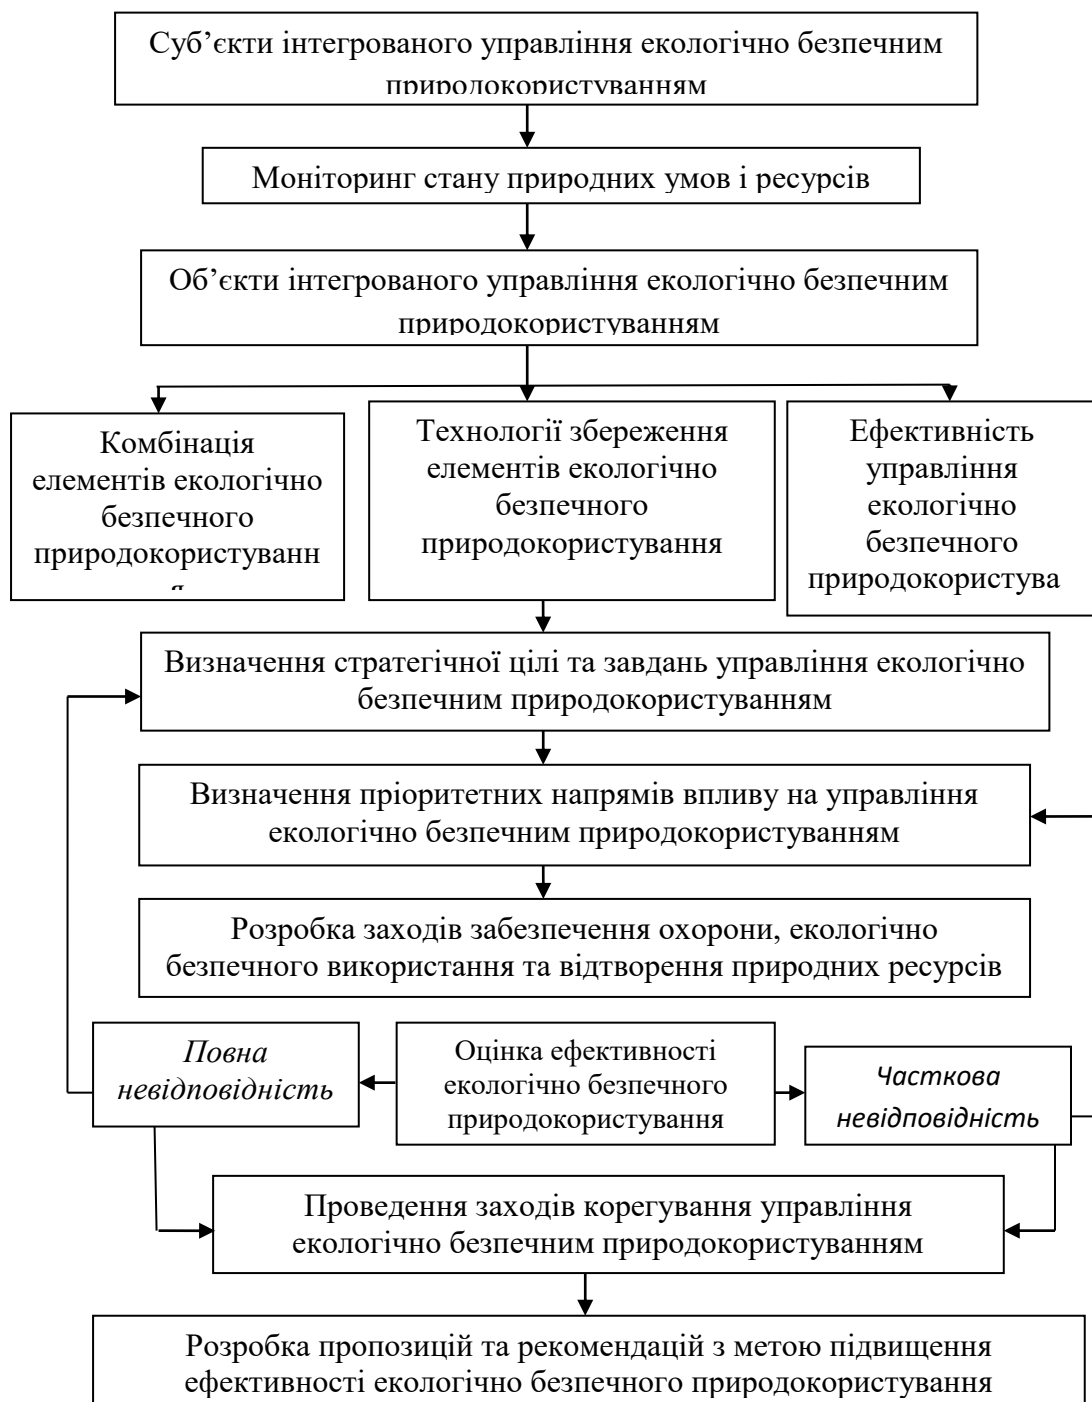 Суб’єкти інтегрованого управління екологічно безпечним
природокористуванням
Моніторинг стану природних умов і ресурсів
Об’єкти інтегрованого управління екологічно безпечним
природокористуванням
Комбінація
елементів екологічно
безпечного
природокористуванн
я
Технології збереження
елементів екологічно
безпечного
природокористування
Ефективність
управління
екологічно
безпечного
природокористува
Визначення стратегічної цілі та завдань управління екологічно
безпечним природокористуванням
Визначення пріоритетних напрямів впливу на управління
екологічно безпечним природокористуванням
Розробка заходів забезпечення охорони, екологічно
безпечного використання та відтворення природних ресурсів
Повна
невідповідність
Оцінка ефективності
екологічно безпечного
природокористування
Часткова
невідповідність
Проведення заходів корегування управління
екологічно безпечним природокористуванням
Розробка пропозицій та рекомендацій з метою підвищення
ефективності екологічно безпечного природокористування